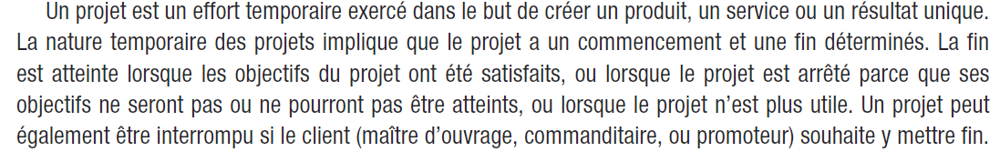 Un projet est un effort temporaire exercé dans le but de créer un produit, un service ou un résultat unique.
La nature temporaire des projets implique que le projet a un commencement et une fin déterminés. La fin
est atteinte lorsque les objectifs du projet ont été satisfaits, ou lorsque le projet est arrêté parce que ses
objectifs ne seront pas ou ne pourront pas être atteints, ou lorsque le projet n’est plus utile. Un projet peut
également être interrompu si le client (maître d’ouvrage, commanditaire, ou promoteur) souhaite y mettre fin.